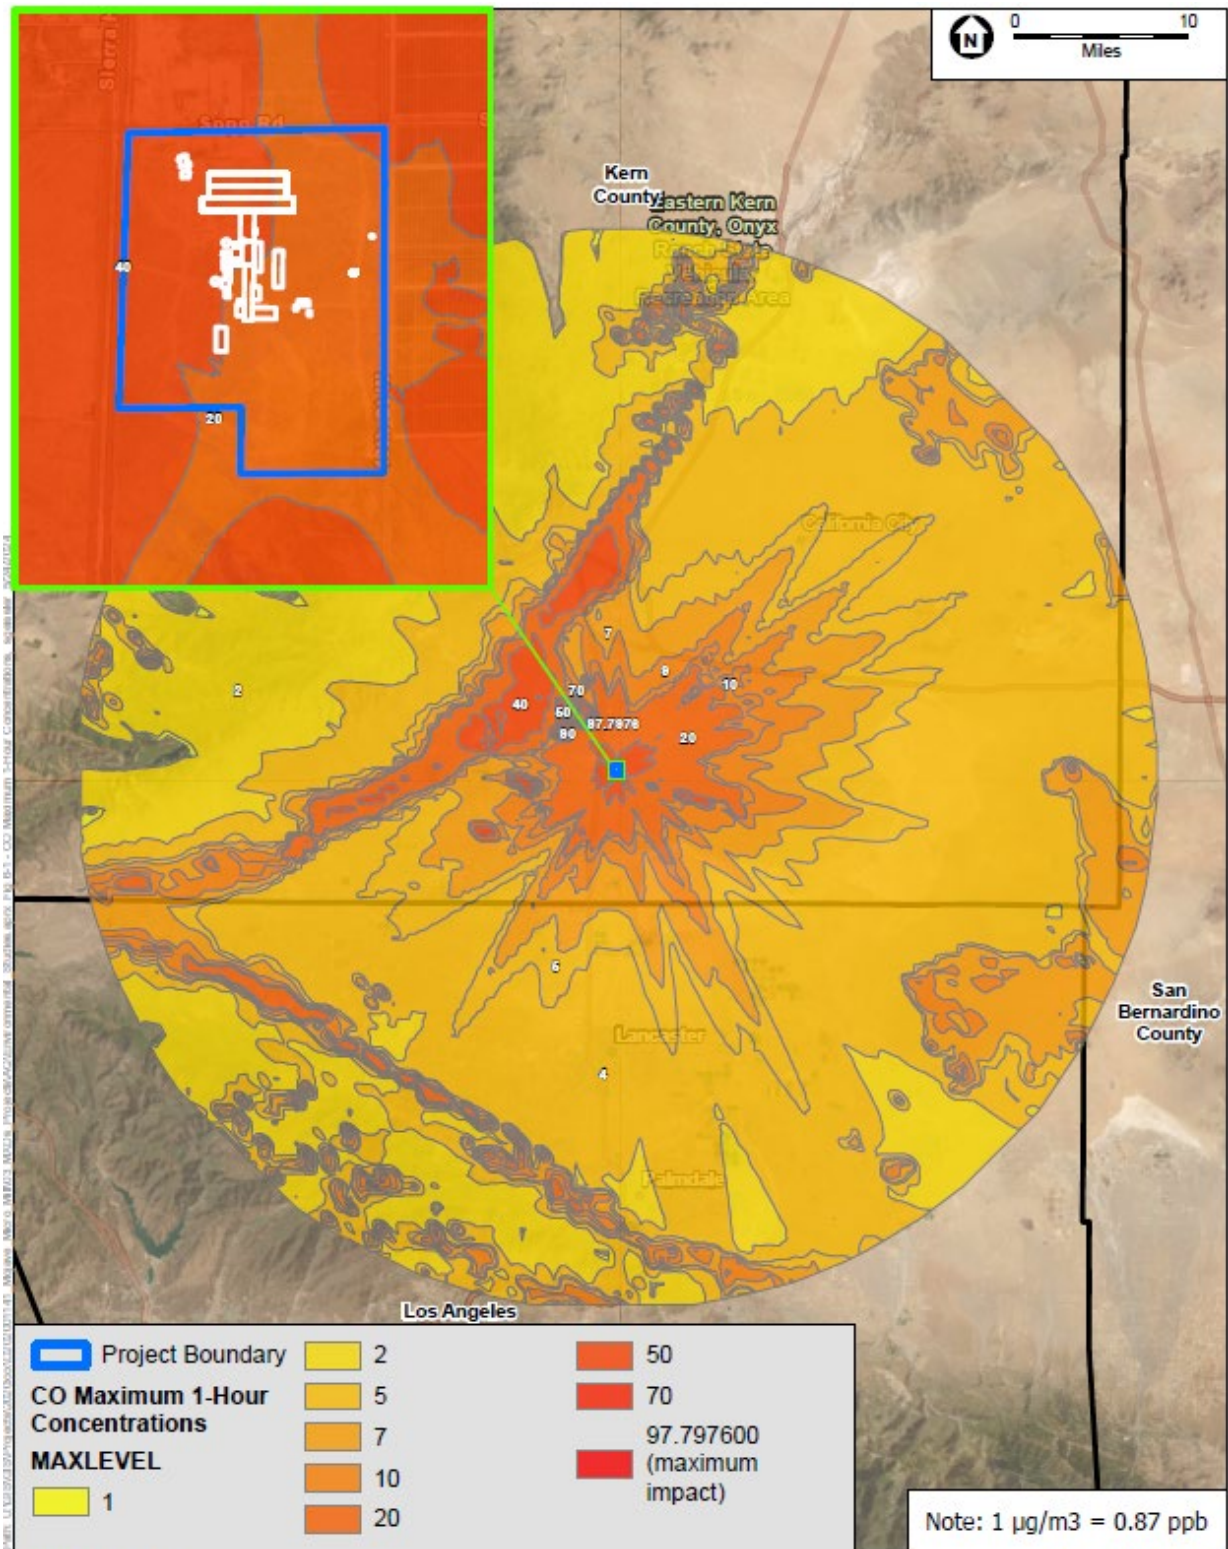 0 10
Miles
N
Sopp Rd
40
20
Kern
County
Eastern Kern
County, Onyx
Recreation Area
California City
7
9
10
2
70
40
50
97.7976
90
20
6
Lancaster
4
San
Bernardino
County
Palmdale
Los Angeles
Project Boundary
CO Maximum 1-Hour
Concentrations
MAXLEVEL
1
2
5
7
10
20
50
70
97.797600
(maximum
impact)
Note: 1 µg/m3 = 0.87 ppb